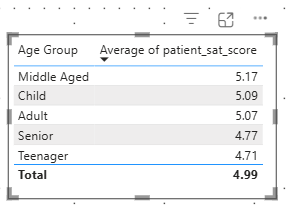 Age Group Average of patient_sat_score
Middle Aged 5.17
Child 5.09
Adult 5.07
Senior 4.77
Teenager 4.71
Total 4.99